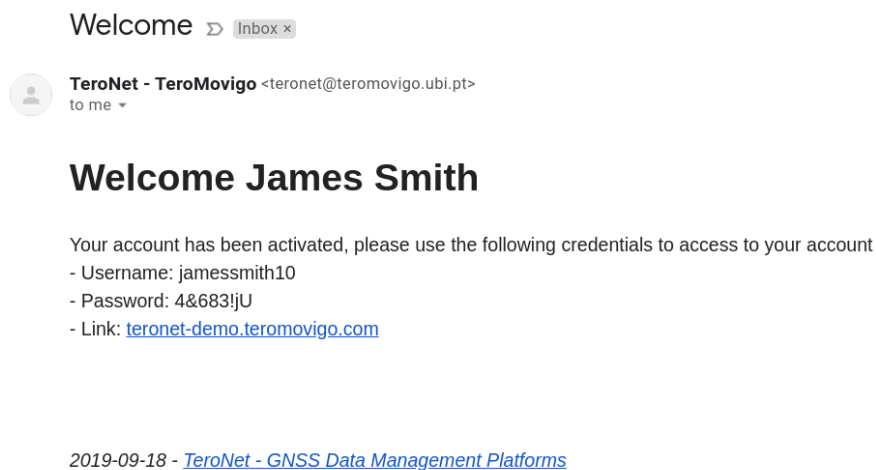 Welcome Inbox ×
TeroNet - TeroMovigo <teronet@teromovigo.ubi.pt>
to me
Welcome James Smith
Your account has been activated, please use the following credentials to access to your account
- Username: jamessmith10
- Password: 4&683!jU
- Link: teronet-demo.teromovigo.com
2019-09-18 - TeroNet - GNSS Data Management Platforms